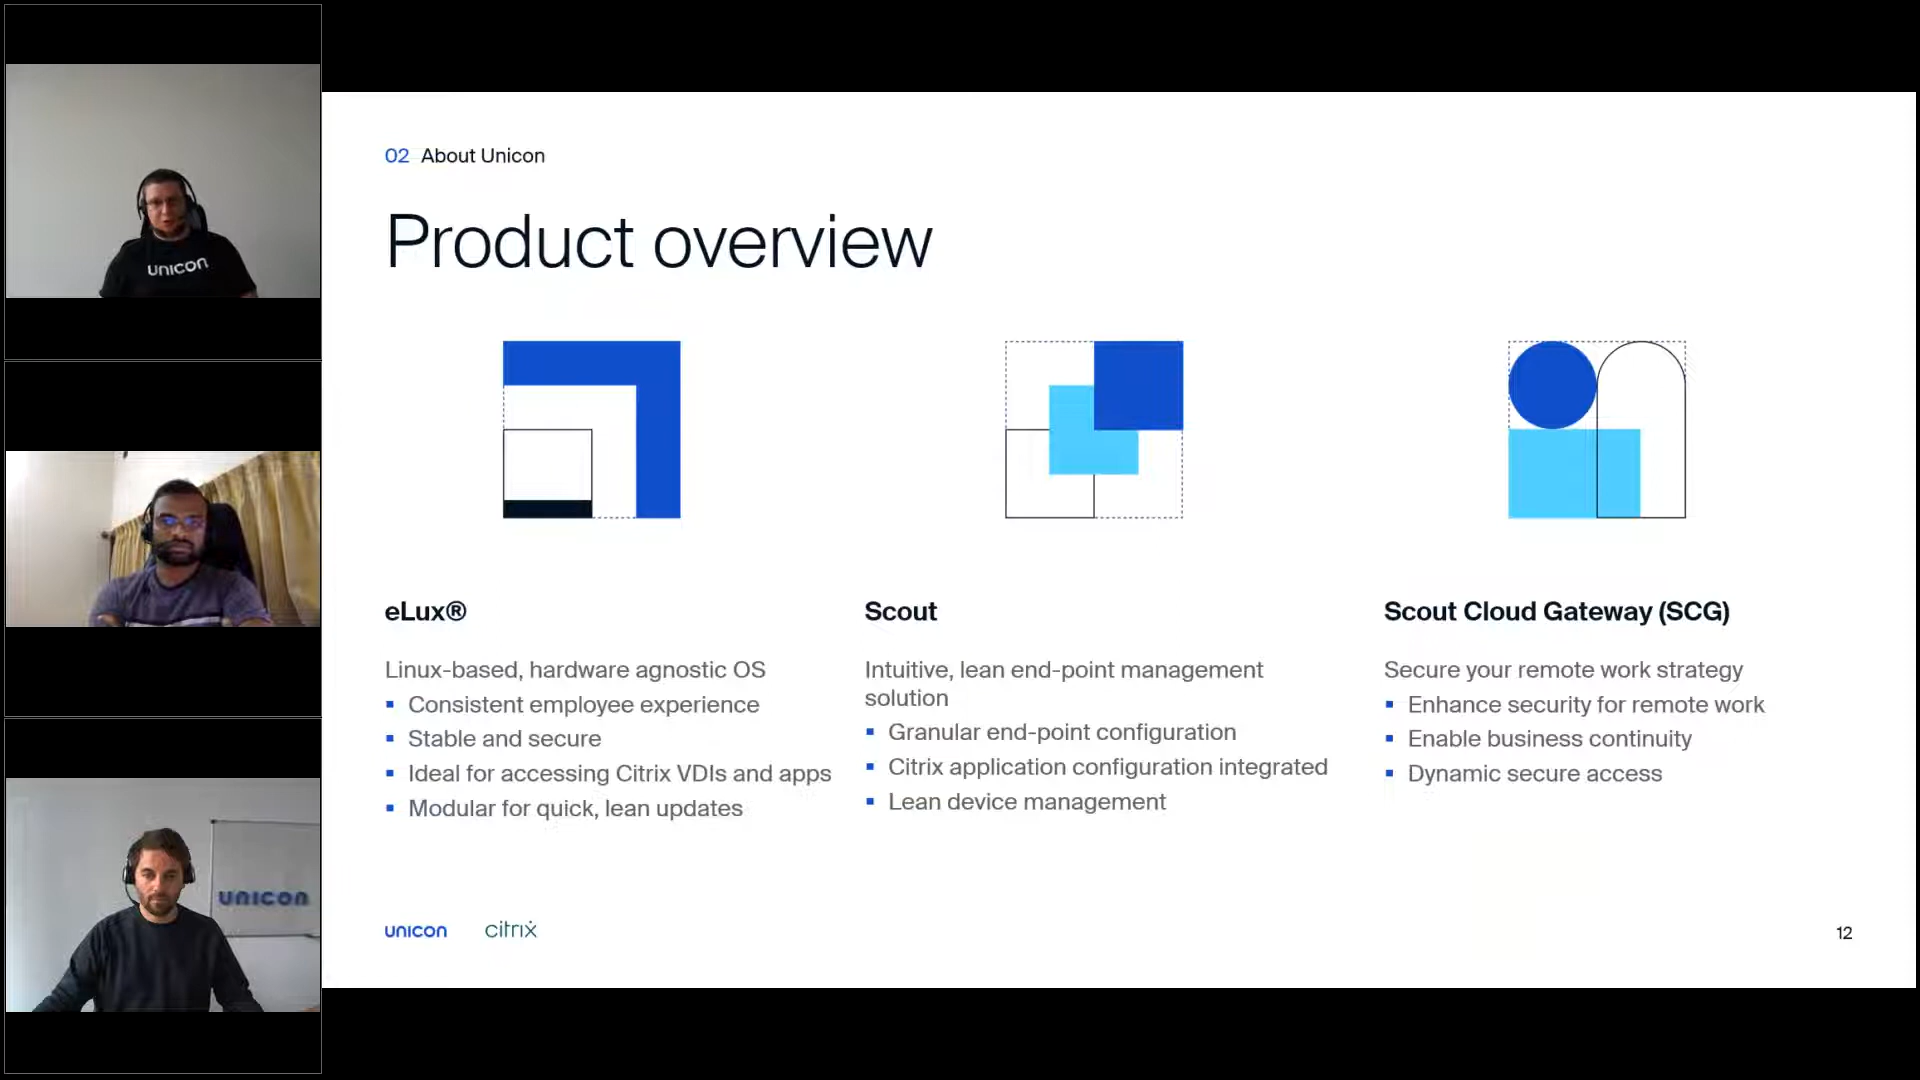 unicon
unicon
02 About Unicon
Product overview
eLux®
Linux-based, hardware agnostic OS
▪ Consistent employee experience
▪ Stable and secure
▪ Ideal for accessing Citrix VDIs and apps
▪ Modular for quick, lean updates
Scout
Intuitive, lean end-point management
solution
▪ Granular end-point configuration
▪ Citrix application configuration integrated
▪ Lean device management
Scout Cloud Gateway (SCG)
Secure your remote work strategy
▪ Enhance security for remote work
▪ Enable business continuity
▪ Dynamic secure access
unicon citrix
12